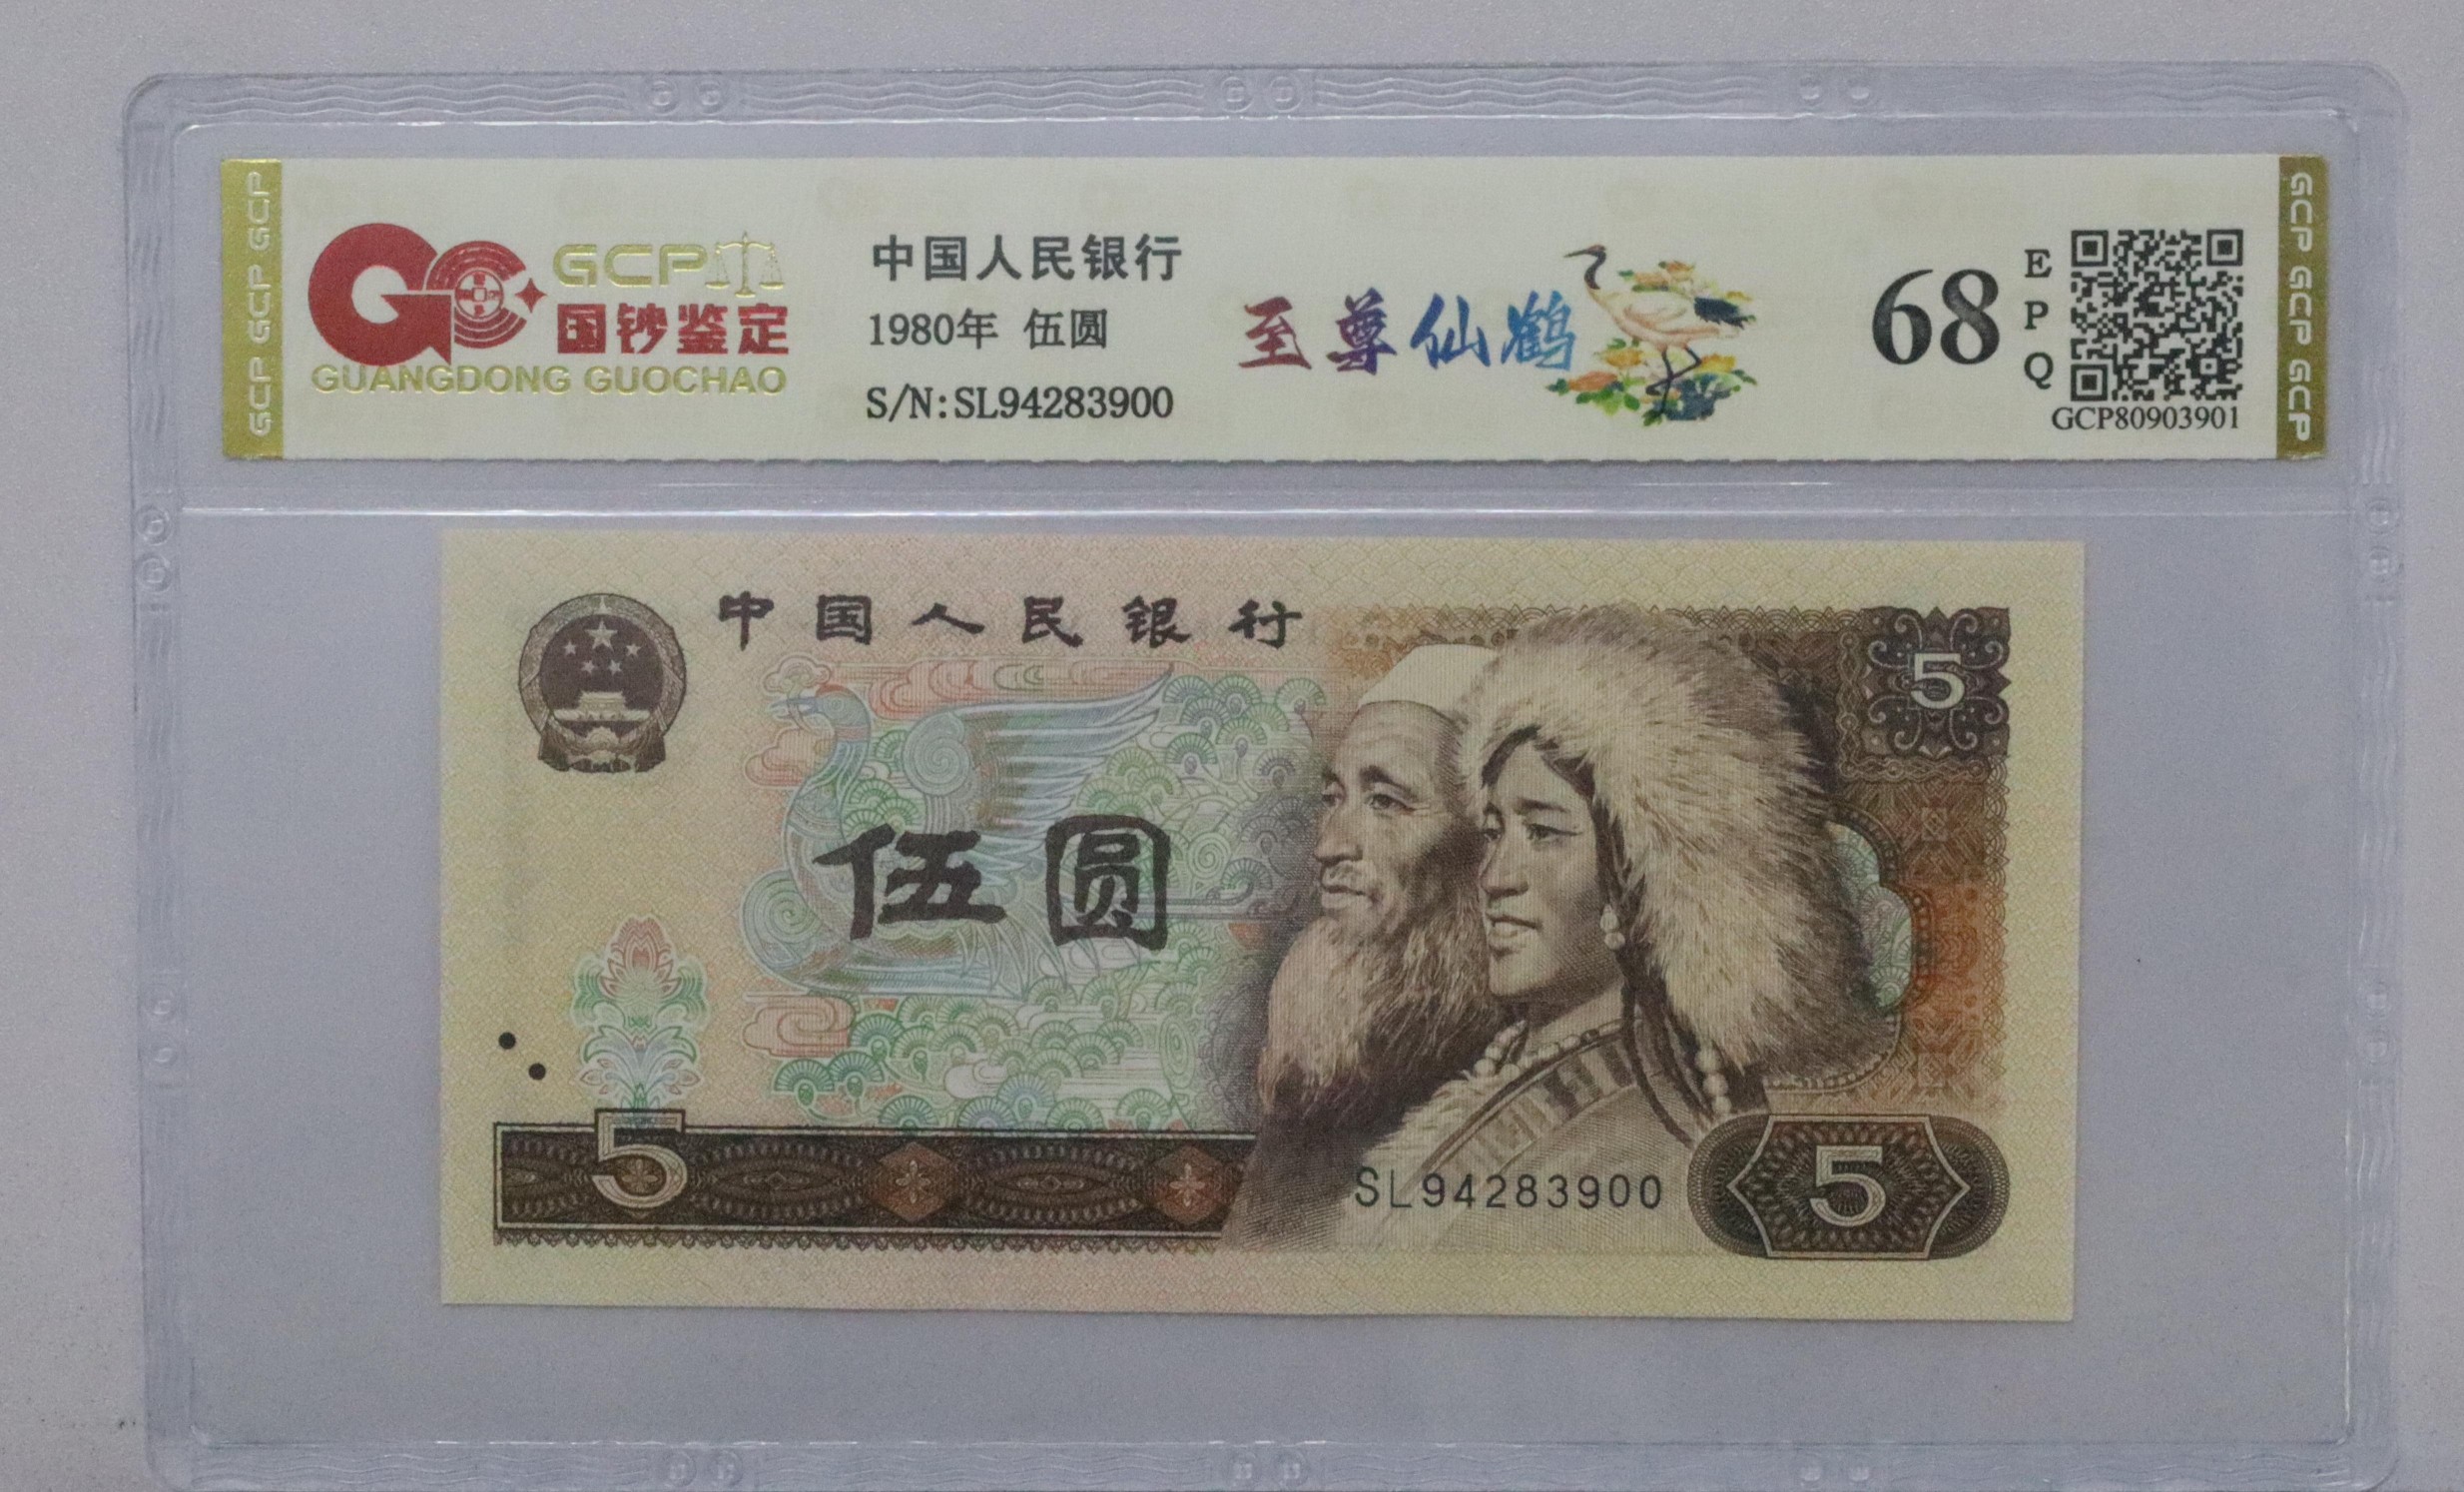 GCP GCP GCP
GCP
国钞鉴定
GUANGDONG GUOCHAO
中国人民银行
1980年 伍圆
S/N:SL94283900
至尊仙鹤
68
E
P
Q
GCP80903901
GCP GCP GCP
中国人民银行
5
伍圆
5
SL94283900
5